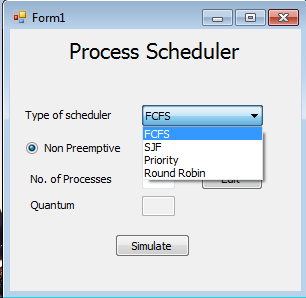 Form1
Process Scheduler
Type of scheduler FCFS
FCFS
SJF
Non Preemptive
Priority
Round Robin
No. of Processes Edit
Quantum
Simulate